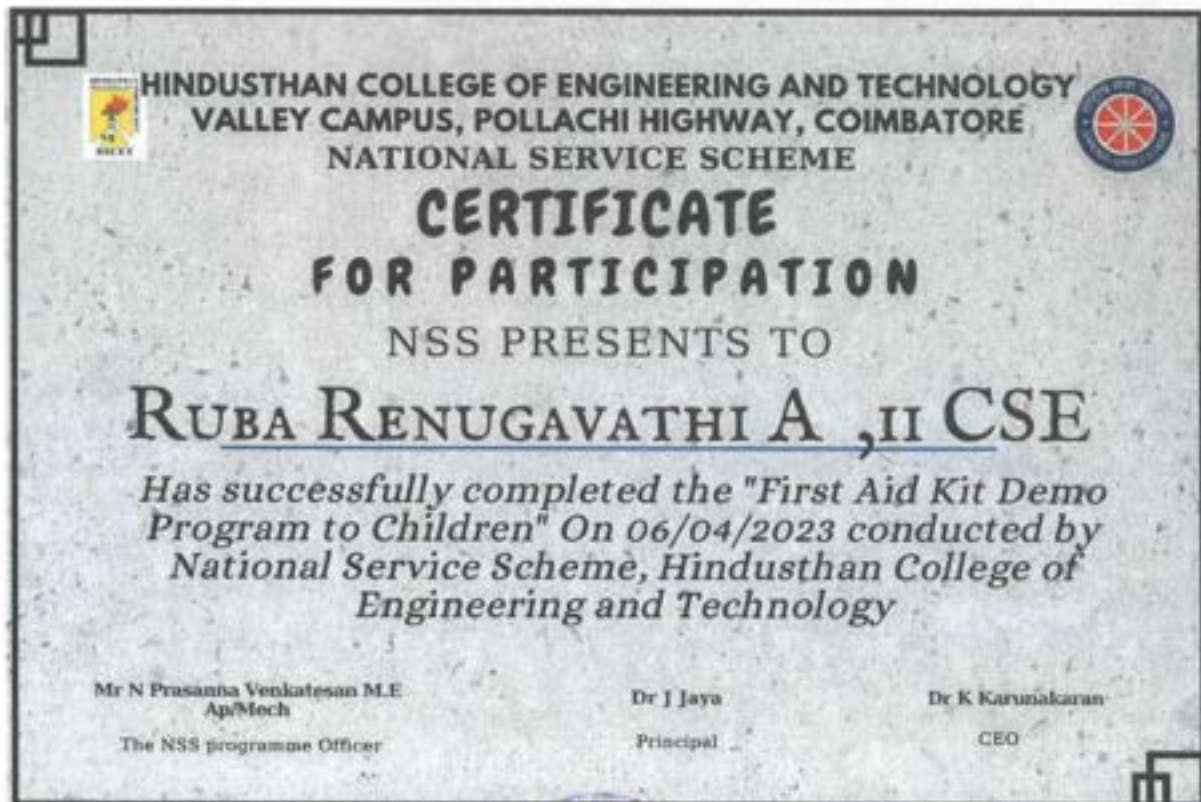 HINDUSTHAN COLLEGE OF ENGINEERING AND TECHNOLOGY
VALLEY CAMPUS, POLLACHI HIGHWAY, COIMBATORE
NATIONAL SERVICE SCHEME
CERTIFICATE
FOR PARTICIPATION
NSS PRESENTS TO
RUBA RENUGAVATHI A ,II CSE
Has successfully completed the "First Aid Kit Demo
Program to Children" On 06/04/2023 conducted by
National Service Scheme, Hindusthan College of
Engineering and Technology
Mr N Prasanna Venkatesan M.E
Ap/Mech
The NSS programme Officer
Dr J Jaya
Principal
Dr K Karunakaran
CEO